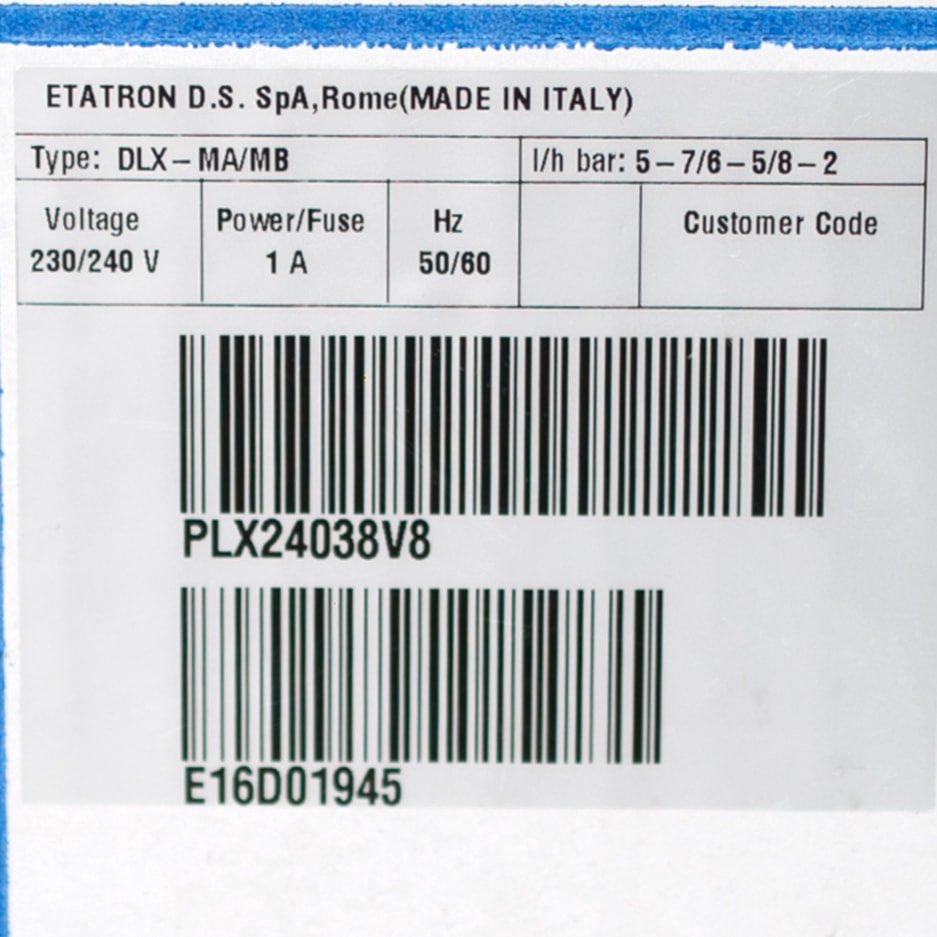 ETATRON D.S. SpA,Rome(MADE IN ITALY)
Type: DLX – MA/MB l/h bar: 5 – 7/6 – 5/8 – 2
Voltage Power/Fuse Hz Customer Code
230/240 V 1 A 50/60
PLX24038V8
E16D01945